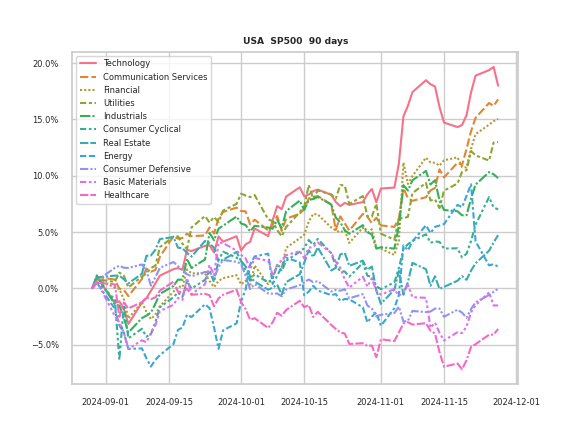 USA SP500 90 days
20.0%
15.0%
10.0%
5.0%
0.0%
−5.0%
Technology
Communication Services
Financial
Utilities
Industrials
Consumer Cyclical
Real Estate
Energy
Consumer Defensive
Basic Materials
Healthcare
2024-09-01
2024-09-15
2024-10-01
2024-10-15
2024-11-01
2024-11-15
2024-12-01